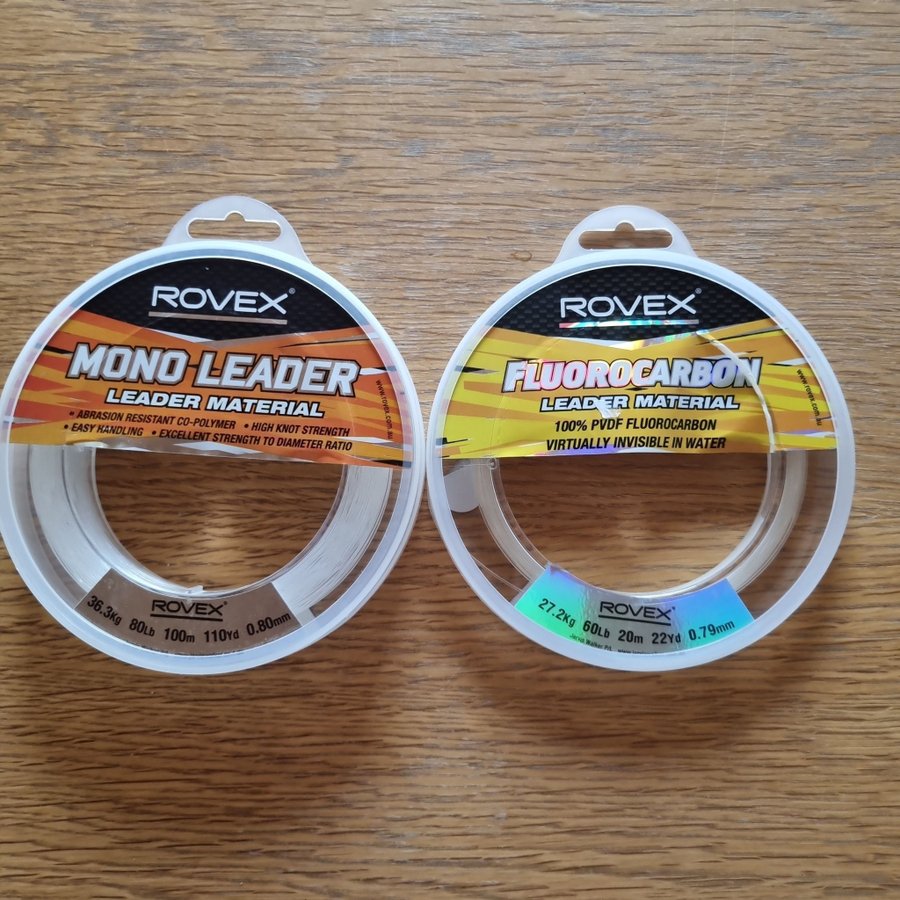 ROVEX®
MONO LEADER
LEADER MATERIAL
• ABRASION RESISTANT CO-POLYMER • HIGH KNOT STRENGTH
• EASY HANDLING • EXCELLENT STRENGTH TO DIAMETER RATIO
www.rovex.com.au
ROVEX®
36.3Kg 80Lb 100m 110Yd 0.80mm
ROVEX®
FLUOROCARBON
LEADER MATERIAL
100% PVDF FLUOROCARBON
VIRTUALLY INVISIBLE IN WATER
www.rovex.com.au
ROVEX®
27.2Kg 60Lb 20m 22Yd 0.79mm
Jarvis Walker P/L